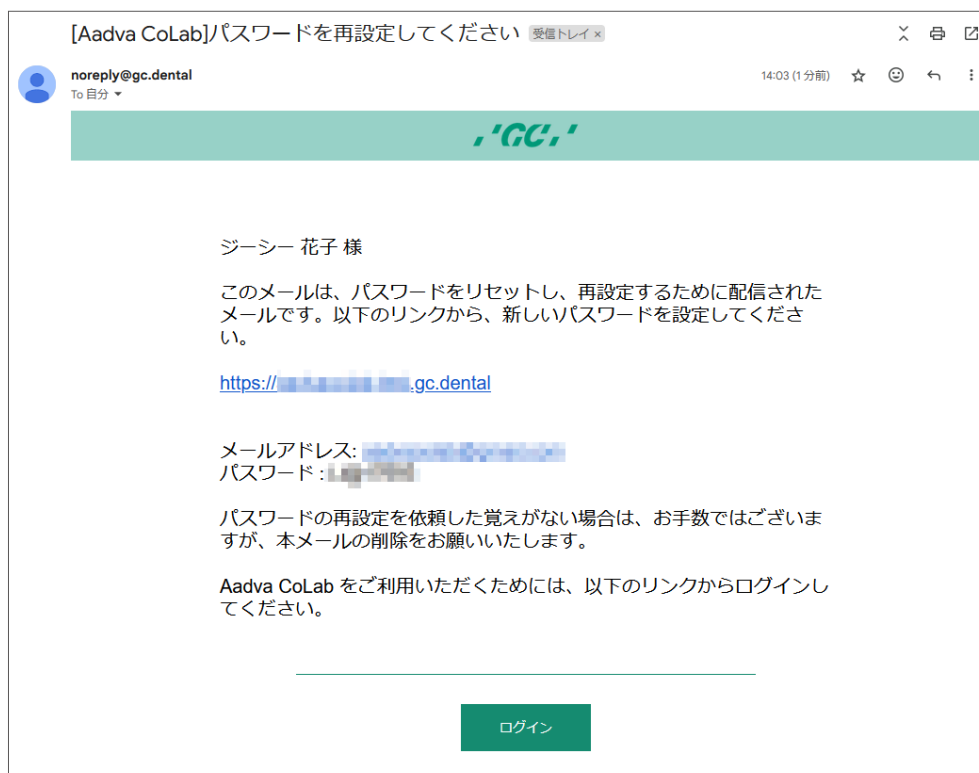 [Aadva CoLab]パスワードを再設定してください 受信トレイ ×
noreply@gc.dental
14:03 (1 分前)
To 自分
GC
ジーシー 花子 様
このメールは、パスワードをリセットし、再設定するために配信された
メールです。以下のリンクから、新しいパスワードを設定してくださ
い。
https:// .gc.dental
メールアドレス:
パスワード :
パスワードの再設定を依頼した覚えがない場合は、お手数ではございま
すが、本メールの削除をお願いいたします。
Aadva CoLab をご利用いただくためには、以下のリンクからログインし
てください。
ログイン